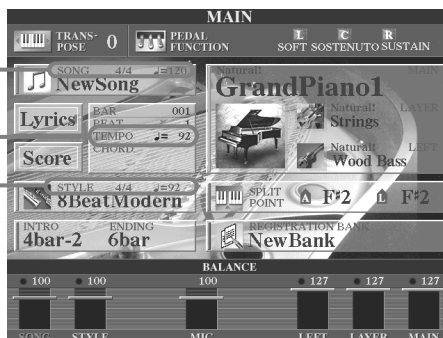 MAIN
TRANS-
POSE 0
PEDAL
FUNCTION
L C R
SOFT SOSTENUTO SUSTAIN
SONG 4/4 ♩=120
NewSong
Lyrics
BAR 001
BEAT 1
TEMPO ♩= 92
CHORD
Score
STYLE 4/4 ♩=92
8BeatModern
INTRO ENDING
4bar-2 6bar
Natural! MAIN
GrandPiano1
Natural! LAYER
Strings
Natural! LEFT
Wood Bass
SPLIT
POINT A F♯2 L F♯2
REGISTRATION BANK
NewBank
BALANCE
100 100 100 127 127 127
SONG STYLE MIC LEFT LAYER MAIN